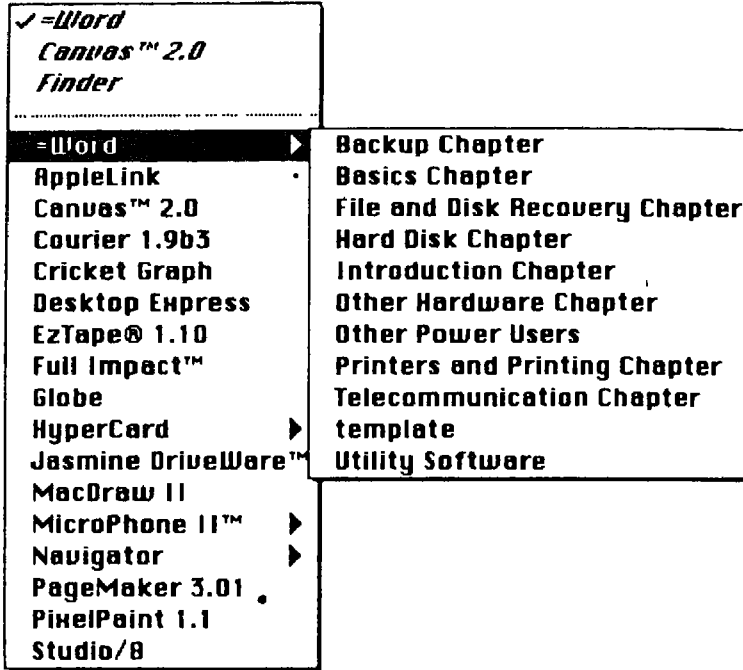 ✓ =Word
Canvas™ 2.0
Finder
=Word
AppleLink
Canvas™ 2.0
Courier 1.9b3
Cricket Graph
Desktop Express
EzTape® 1.10
Full Impact™
Globe
HyperCard
Jasmine DriveWare™
MacDraw II
MicroPhone II™
Navigator
PageMaker 3.01
PixelPaint 1.1
Studio/8
Backup Chapter
Basics Chapter
File and Disk Recovery Chapter
Hard Disk Chapter
Introduction Chapter
Other Hardware Chapter
Other Power Users
Printers and Printing Chapter
Telecommunication Chapter
template
Utility Software